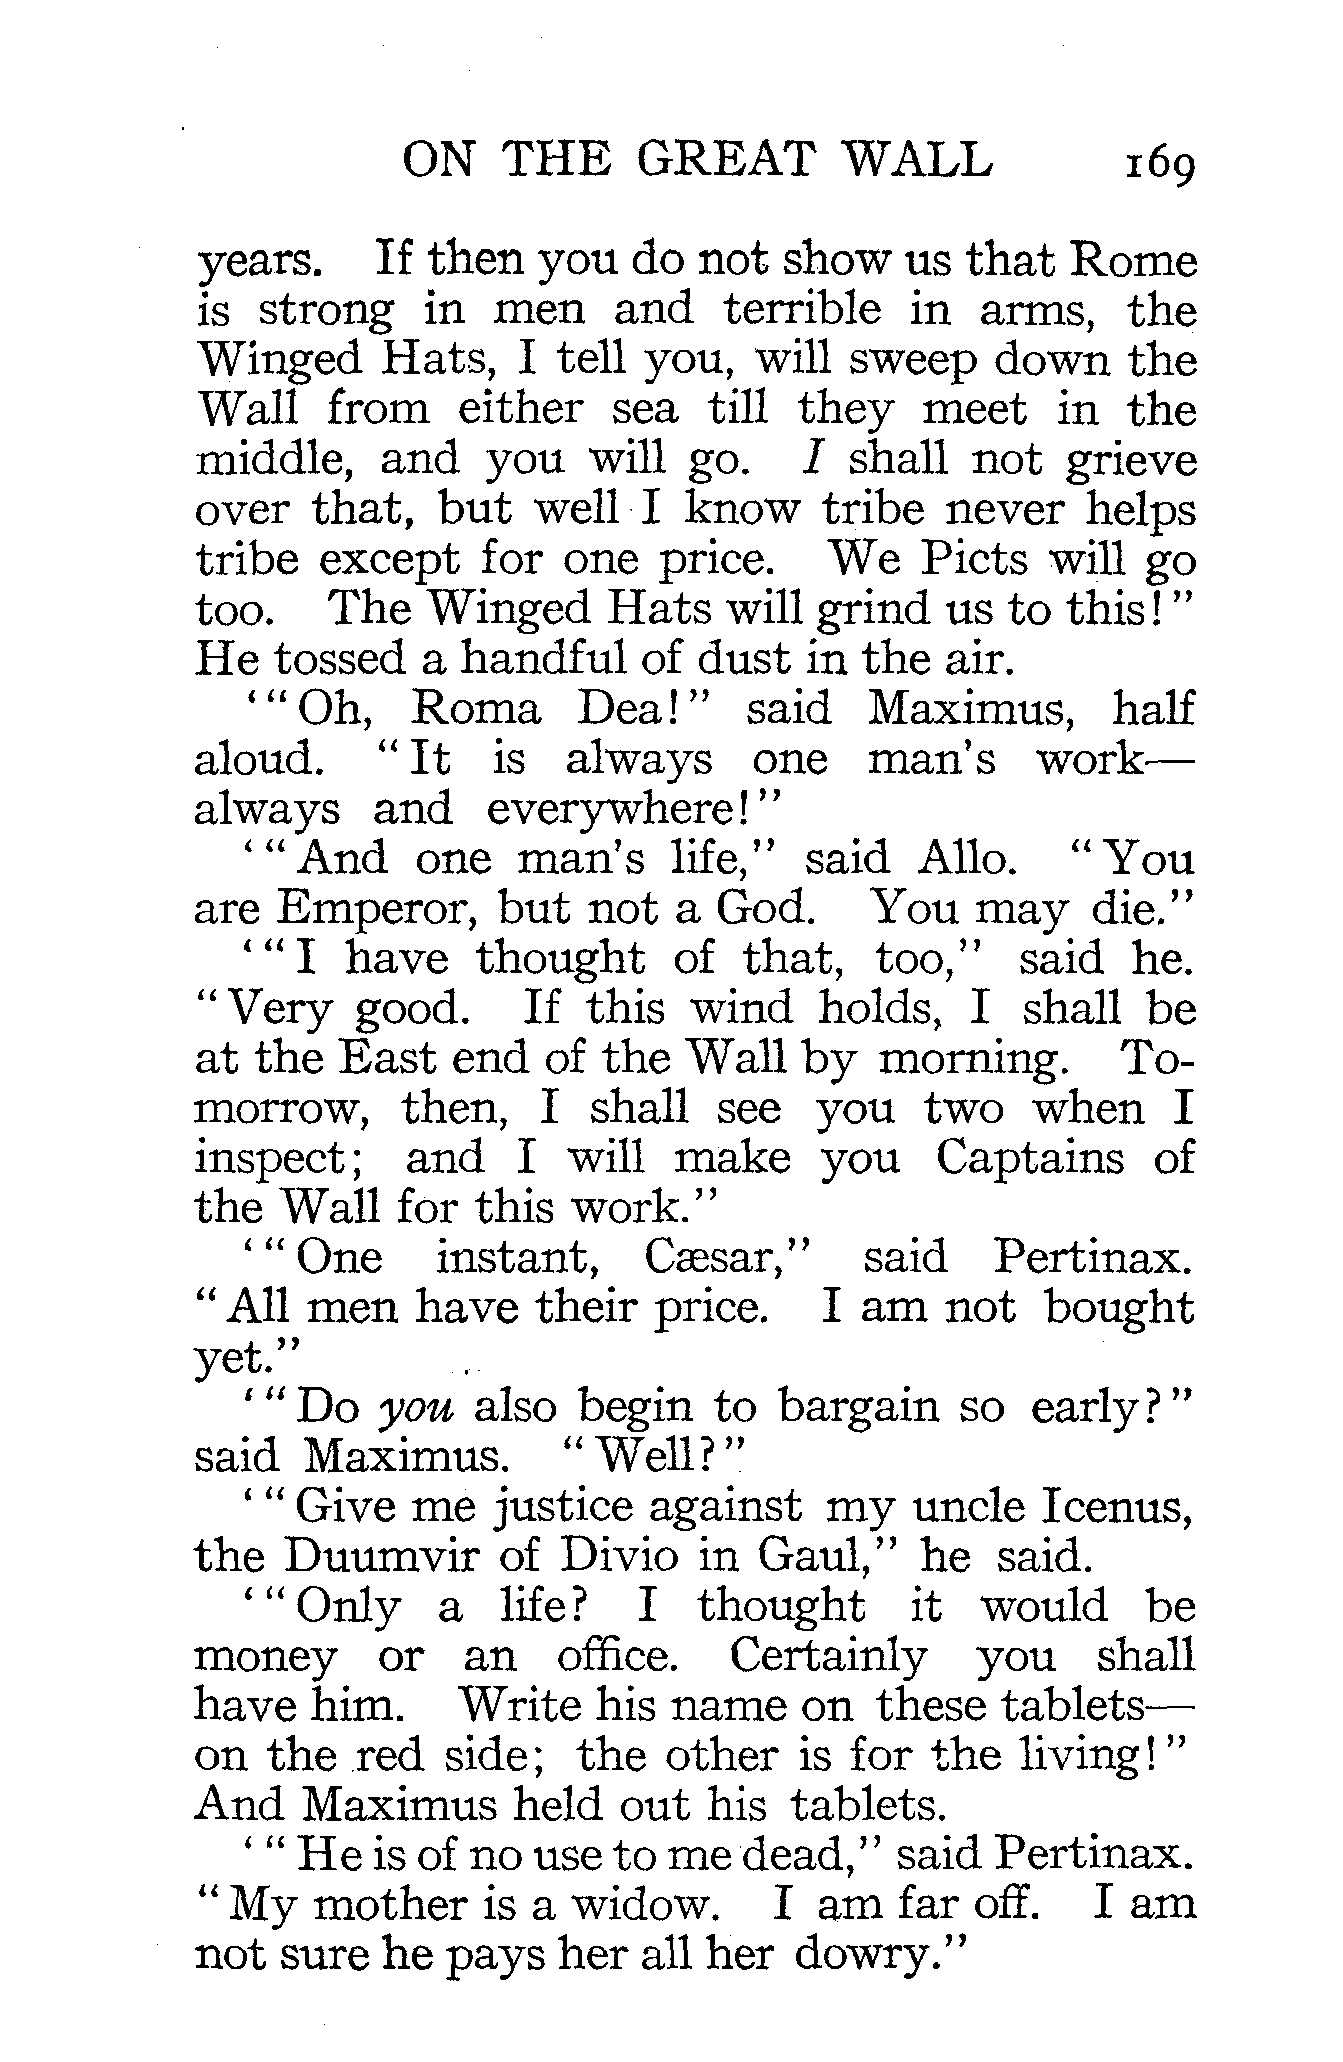 ON THE GREAT WALL 169
years. If then you do not show us that Rome
is strong in men and terrible in arms, the
Winged Hats, I tell you, will sweep down the
Wall from either sea till they meet in the
middle, and you will go. I shall not grieve
over that, but well I know tribe never helps
tribe except for one price. We Picts will go
too. The Winged Hats will grind us to this!”
He tossed a handful of dust in the air.
‘“Oh, Roma Dea!” said Maximus, half
aloud. “It is always one man’s work—
always and everywhere!”
‘“And one man’s life,” said Allo. “You
are Emperor, but not a God. You may die.”
‘“I have thought of that, too,” said he.
“Very good. If this wind holds, I shall be
at the East end of the Wall by morning. To-
morrow, then, I shall see you two when I
inspect; and I will make you Captains of
the Wall for this work.”
‘“One instant, Cæsar,” said Pertinax.
“All men have their price. I am not bought
yet.”
‘“Do you also begin to bargain so early?”
said Maximus. “Well?”
‘“Give me justice against my uncle Icenus,
the Duumvir of Divio in Gaul,” he said.
‘“Only a life? I thought it would be
money or an office. Certainly you shall
have him. Write his name on these tablets—
on the red side; the other is for the living!”
And Maximus held out his tablets.
‘“He is of no use to me dead,” said Pertinax.
“My mother is a widow. I am far off. I am
not sure he pays her all her dowry.”